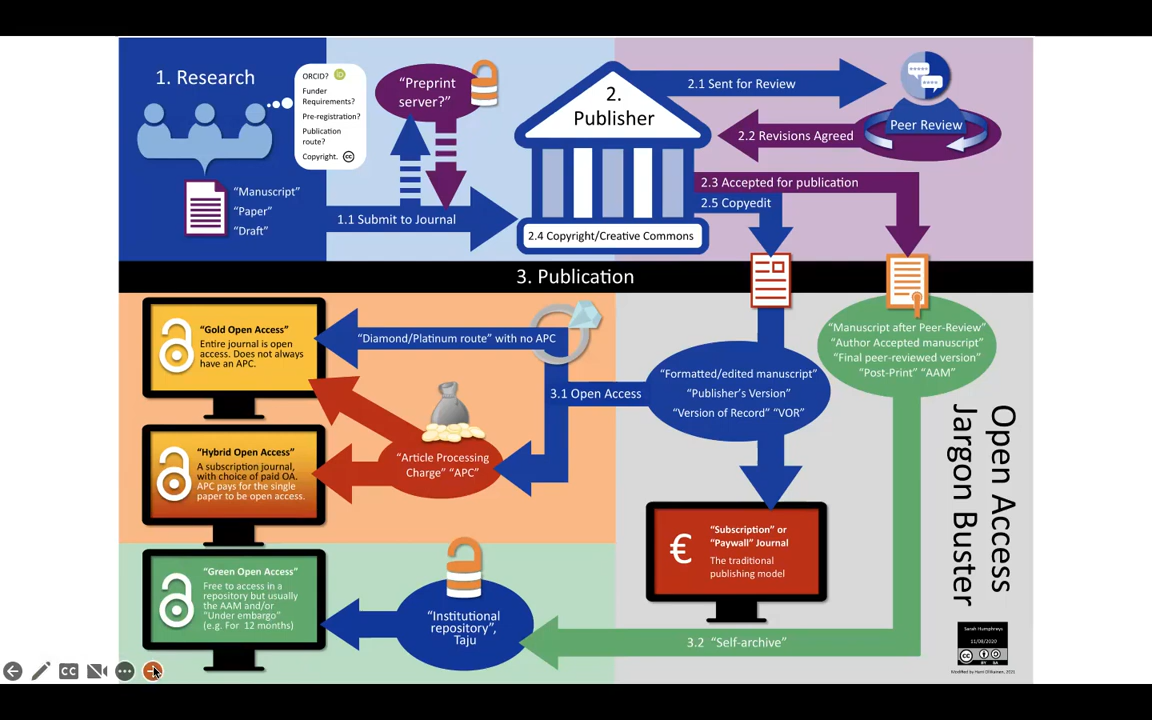 1. Research
ORCID?
iD
Funder
Requirements?
Pre-registration?
Publication
route?
Copyright.
"Manuscript"
"Paper"
"Draft"
"Preprint
server?"
1.1 Submit to Journal
2.
Publisher
2.4 Copyright/Creative Commons
2.1 Sent for Review
Peer Review
2.2 Revisions Agreed
2.3 Accepted for publication
2.5 Copyedit
3. Publication
"Gold Open Access"
Entire journal is open
access. Does not always
have an APC.
"Diamond/Platinum route" with no APC
3.1 Open Access
"Formatted/edited manuscript"
"Publisher's Version"
"Version of Record" "VOR"
"Manuscript after Peer-Review"
"Author Accepted manuscript"
"Final peer-reviewed version"
"Post-Print" "AAM"
"Hybrid Open Access"
A subscription journal,
with choice of paid OA.
APC pays for the single
paper to be open access.
"Article Processing
Charge" "APC"
€
"Subscription" or
"Paywall" Journal
The traditional
publishing model
"Green Open Access"
Free to access in a
repository but usually
the AAM and/or
"Under embargo"
(e.g. For 12 months)
"Institutional
repository",
Taju
3.2 "Self-archive"
Open Access
Jargon Buster
Sarah Humphreys
11/08/2020
CC
BY SA
CC